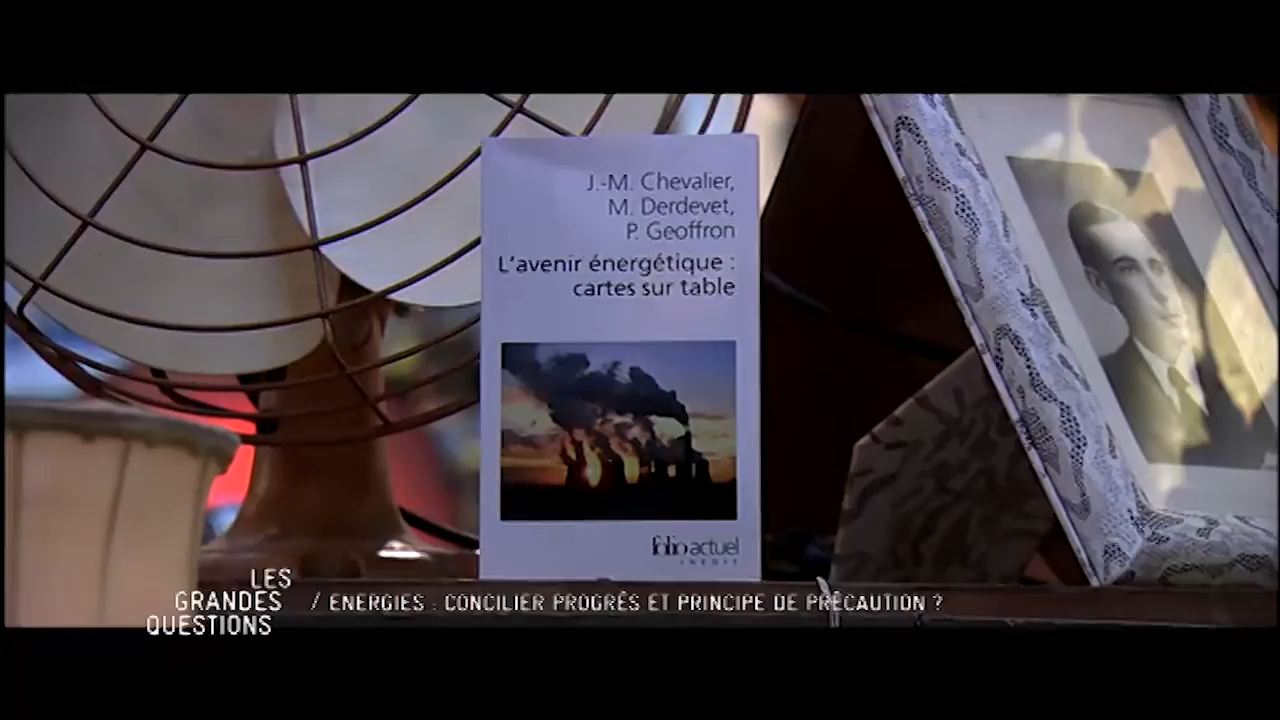 J.-M. Chevalier,
M. Derdevet,
P. Geoffron
L'avenir énergétique :
cartes sur table
folio actuel
INÉDIT
LES
GRANDES
QUESTIONS
/ ENERGIES : CONCILIER PROGRÈS ET PRINCIPE DE PRÉCAUTION ?